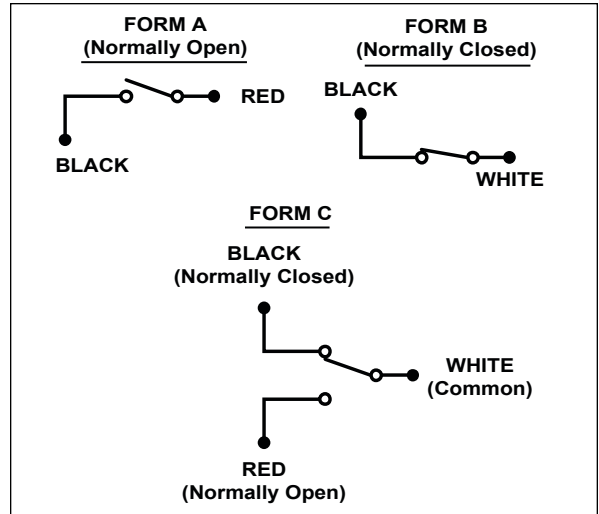 FORM A
(Normally Open)
RED
BLACK
FORM B
(Normally Closed)
BLACK
WHITE
FORM C
BLACK
(Normally Closed)
WHITE
(Common)
RED
(Normally Open)